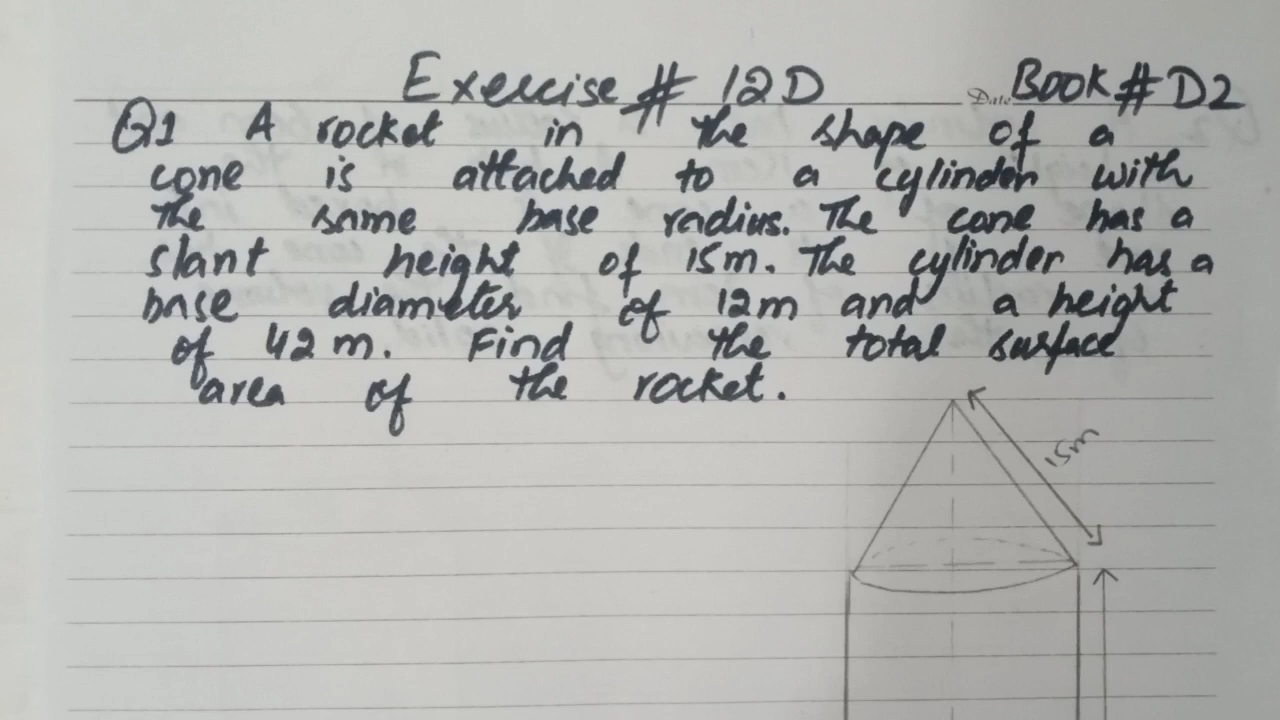 Exercise # 12D Date Book # D2
Q1 A rocket in the shape of a
cone is attached to a cylinder with
the same base radius. The cone has a
slant height of 15m. The cylinder has a
base diameter of 12m and a height
of 42m. Find the total surface
area of the rocket.
15m